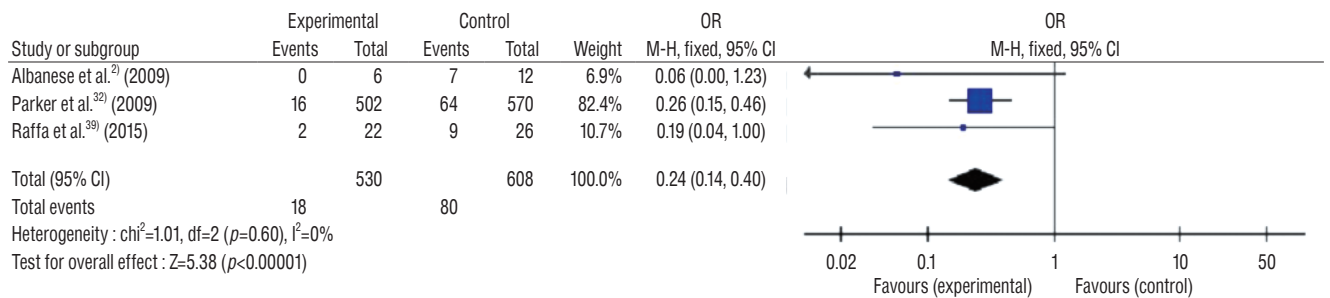 Experimental Control OR OR
Study or subgroup Events Total Events Total Weight M-H, fixed, 95% CI M-H, fixed, 95% CI
Albanese et al.²⁾ (2009) 0 6 7 12 6.9% 0.06 (0.00, 1.23)
Parker et al.³²⁾ (2009) 16 502 64 570 82.4% 0.26 (0.15, 0.46)
Raffa et al.³⁹⁾ (2015) 2 22 9 26 10.7% 0.19 (0.04, 1.00)
Total (95% CI) 530 608 100.0% 0.24 (0.14, 0.40)
Total events 18 80
Heterogeneity : chi²=1.01, df=2 (p=0.60), I²=0%
Test for overall effect : Z=5.38 (p<0.00001)
0.02 0.1 1 10 50
Favours (experimental) Favours (control)